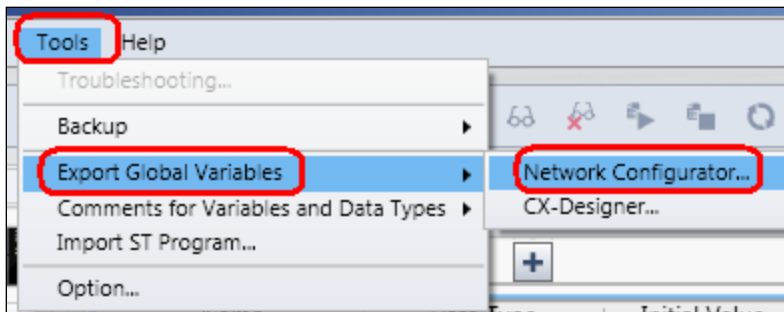 Tools Help
Troubleshooting...
Backup
Export Global Variables
Network Configurator...
Comments for Variables and Data Types
CX-Designer...
Import ST Program...
Option...
Initial Value